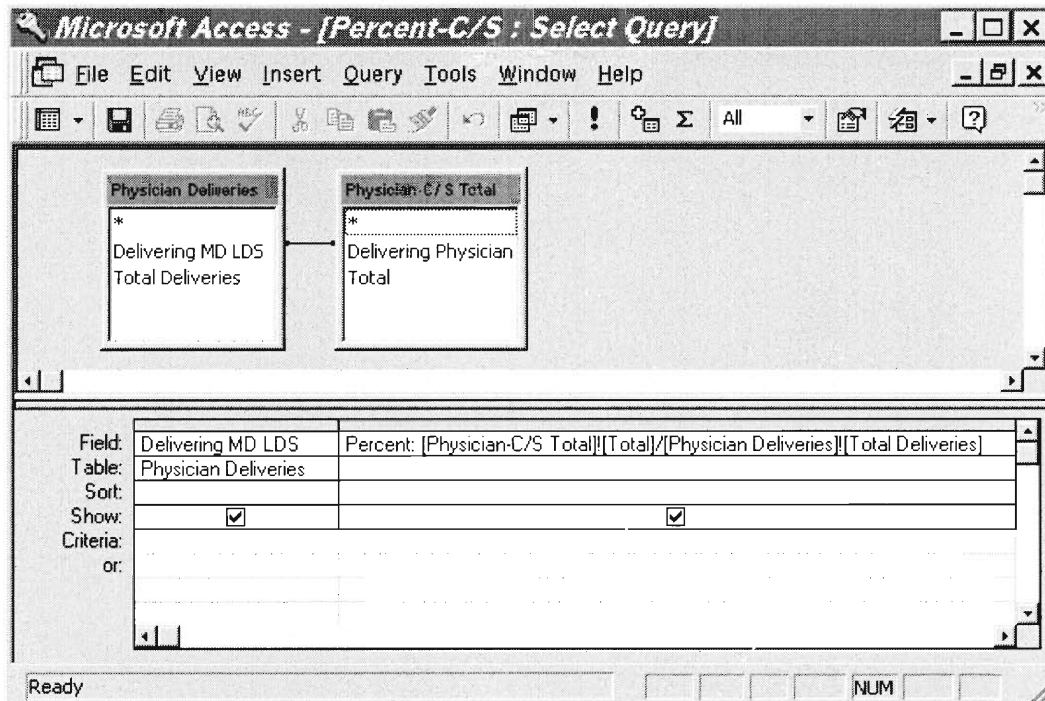 Microsoft Access - [Percent-C/S : Select Query]
File Edit View Insert Query Tools Window Help
ABC All
Physician Deliveries Physician-C/S Total
* *
Delivering MD LDS Delivering Physician
Total Deliveries Total
Field: Delivering MD LDS Percent: [Physician-C/S Total]![Total]/[Physician Deliveries]![Total Deliveries]
Table: Physician Deliveries
Sort:
Show:
Criteria:
or:
Ready NUM